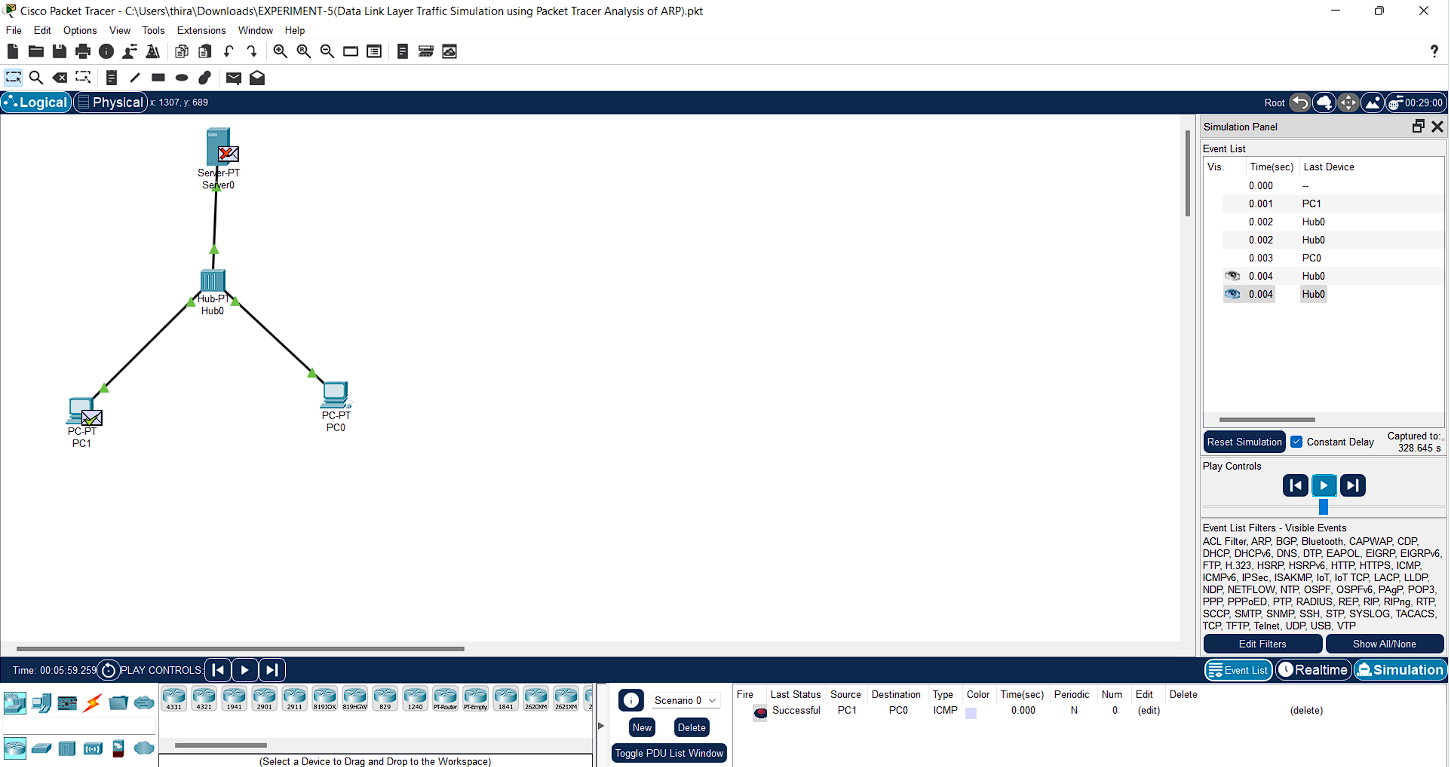 Cisco Packet Tracer - C:\Users\thira\Downloads\EXPERIMENT-5(Data Link Layer Traffic Simulation using Packet Tracer Analysis of ARP).pkt
File Edit Options View Tools Extensions Window Help
?
Logical Physical x: 1307, y: 689 Root 00:29:00
Server-PT
Server0
Hub-PT
Hub0
PC-PT
PC0
PC-PT
PC1
Simulation Panel
Event List
Vis. Time(sec) Last Device
0.000 --
0.001 PC1
0.002 Hub0
0.002 Hub0
0.003 PC0
0.004 Hub0
0.004 Hub0
Reset Simulation Constant Delay Captured to:
328.645 s
Play Controls
Event List Filters - Visible Events
ACL Filter, ARP, BGP, Bluetooth, CAPWAP, CDP,
DHCP, DHCPv6, DNS, DTP, EAPOL, EIGRP, EIGRPv6,
FTP, H.323, HSRP, HSRPv6, HTTP, HTTPS, ICMP,
ICMPv6, IPSec, ISAKMP, IoT, IoT TCP, LACP, LLDP,
NDP, NETFLOW, NTP, OSPF, OSPFv6, PAgP, POP3,
PPP, PPPoED, PTP, RADIUS, REP, RIP, RIPng, RTP,
SCCP, SMTP, SNMP, SSH, STP, SYSLOG, TACACS,
TCP, TFTP, Telnet, UDP, USB, VTP
Edit Filters Show All/None
Time: 00:05:59.259 PLAY CONTROLS: Event List Realtime Simulation
4331 4321 1941 2901 2911 819IOX 819HGW 829 1240 PT-Router PT-Empty 1841 2620XM 2621XM 2
(Select a Device to Drag and Drop to the Workspace)
Scenario 0
New Delete
Toggle PDU List Window
Fire Last Status Source Destination Type Color Time(sec) Periodic Num Edit Delete
Successful PC1 PC0 ICMP 0.000 N 0 (edit) (delete)